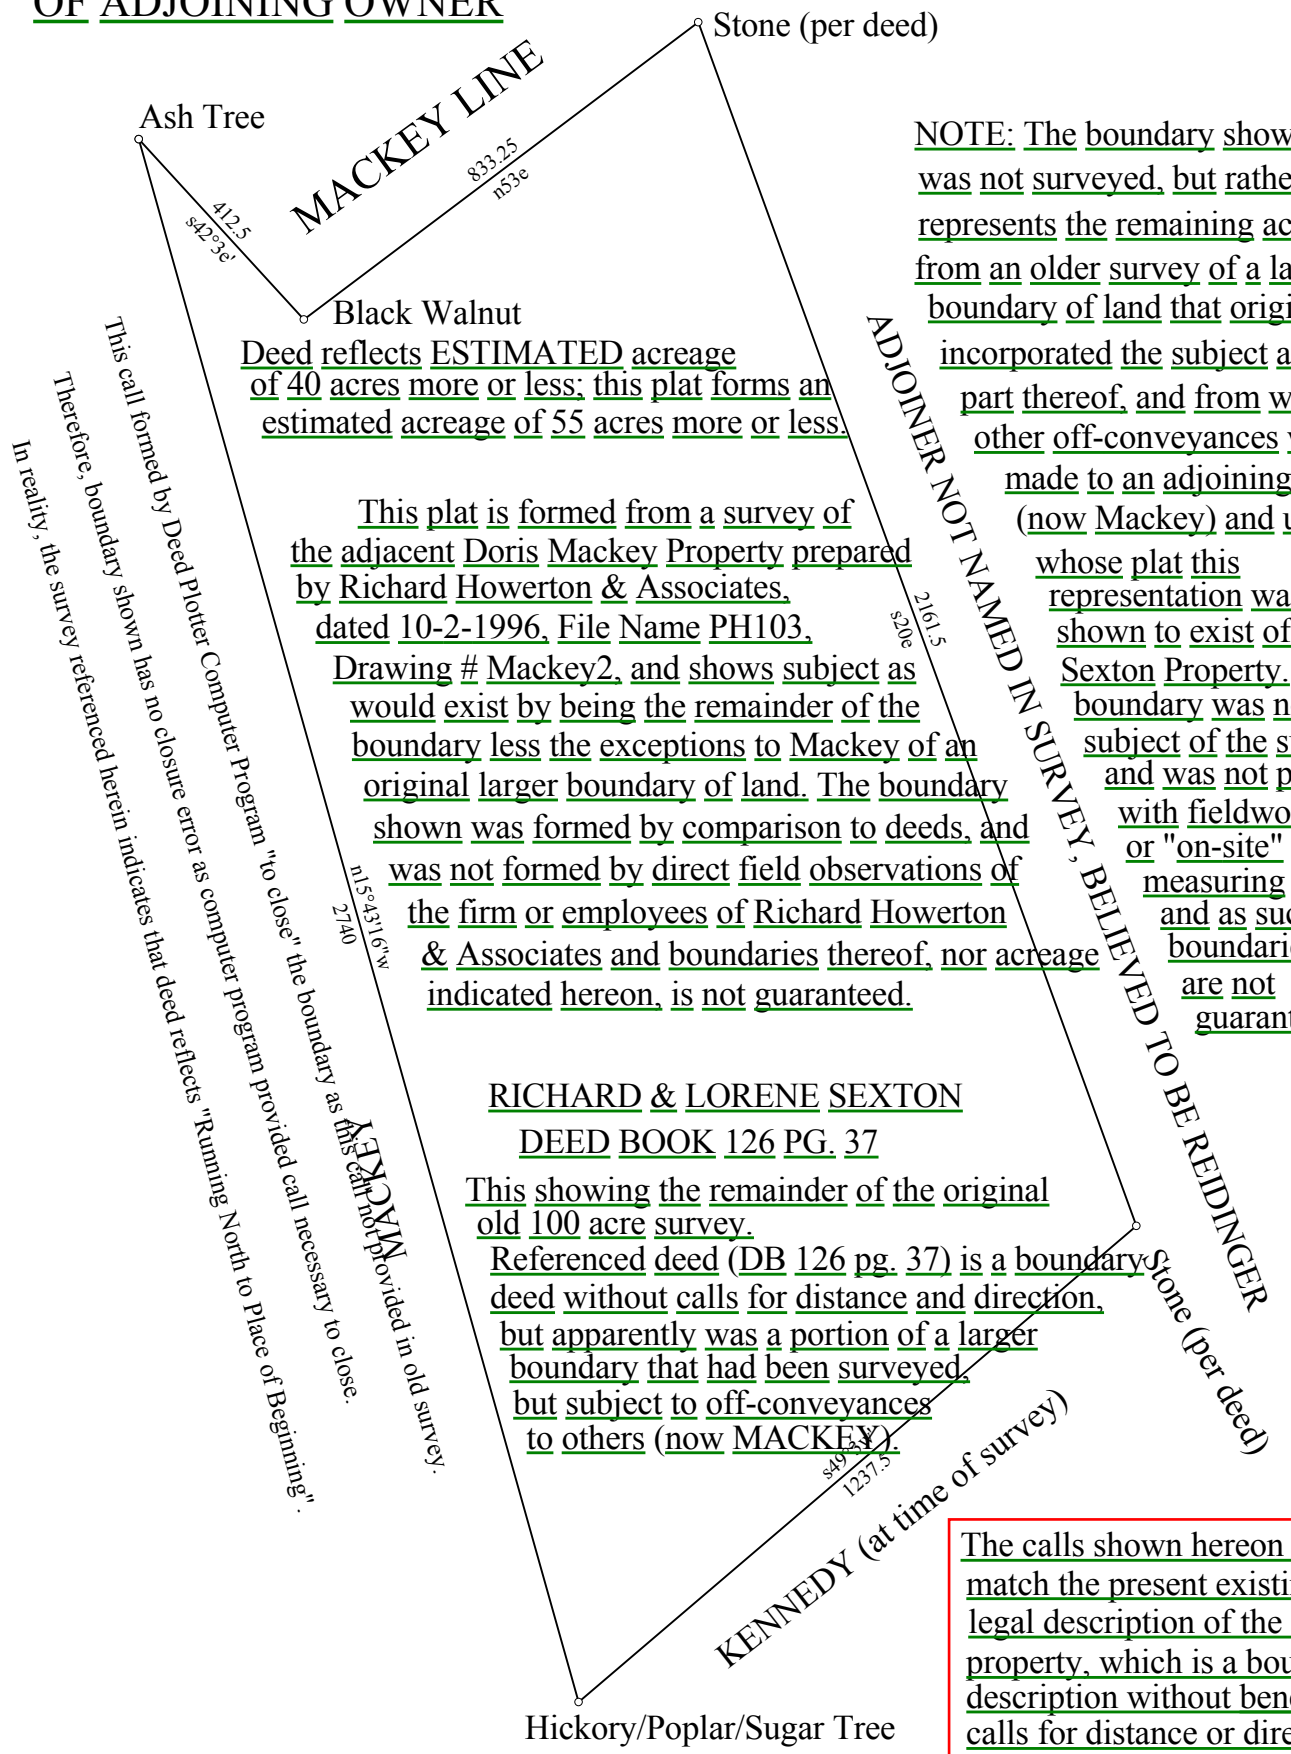 OF ADJOINING OWNER
Stone (per deed)
MACKEY LINE
Ash Tree
833.25
n53e
412.5
s42°3e'
Black Walnut
Deed reflects ESTIMATED acreage
of 40 acres more or less; this plat forms an
estimated acreage of 55 acres more or less.
This plat is formed from a survey of
the adjacent Doris Mackey Property prepared
by Richard Howerton & Associates,
dated 10-2-1996, File Name PH103,
Drawing # Mackey2, and shows subject as
would exist by being the remainder of the
boundary less the exceptions to Mackey of an
original larger boundary of land. The boundary
shown was formed by comparison to deeds, and
was not formed by direct field observations of
the firm or employees of Richard Howerton
& Associates and boundaries thereof, nor acreage
indicated hereon, is not guaranteed.
RICHARD & LORENE SEXTON
DEED BOOK 126 PG. 37
This showing the remainder of the original
old 100 acre survey.
Referenced deed (DB 126 pg. 37) is a boundary
deed without calls for distance and direction,
but apparently was a portion of a larger
boundary that had been surveyed,
but subject to off-conveyances
to others (now MACKEY).
This call formed by Deed Plotter Computer Program "to close" the boundary as this call not provided in old survey.
Therefore, boundary shown has no closure error as computer program provided call necessary to close.
In reality, the survey referenced herein indicates that deed reflects "Running North to Place of Beginning".
n15°43'16"w
2740
MACKEY
2161.5
s20e
ADJOINER NOT NAMED IN SURVEY, BELIEVED TO BE REIDINGER
Stone (per deed)
1237.5
KENNEDY (at time of survey)
Hickory/Poplar/Sugar Tree
NOTE: The boundary show
was not surveyed, but rathe
represents the remaining ac
from an older survey of a la
boundary of land that origi
incorporated the subject a
part thereof, and from w
other off-conveyances
made to an adjoining
(now Mackey) and u
whose plat this
representation wa
shown to exist of
Sexton Property.
boundary was n
subject of the s
and was not p
with fieldwo
or "on-site"
measuring
and as suc
boundarie
are not
guarant
The calls shown hereon
match the present existi
legal description of the
property, which is a bou
description without bene
calls for distance or dire